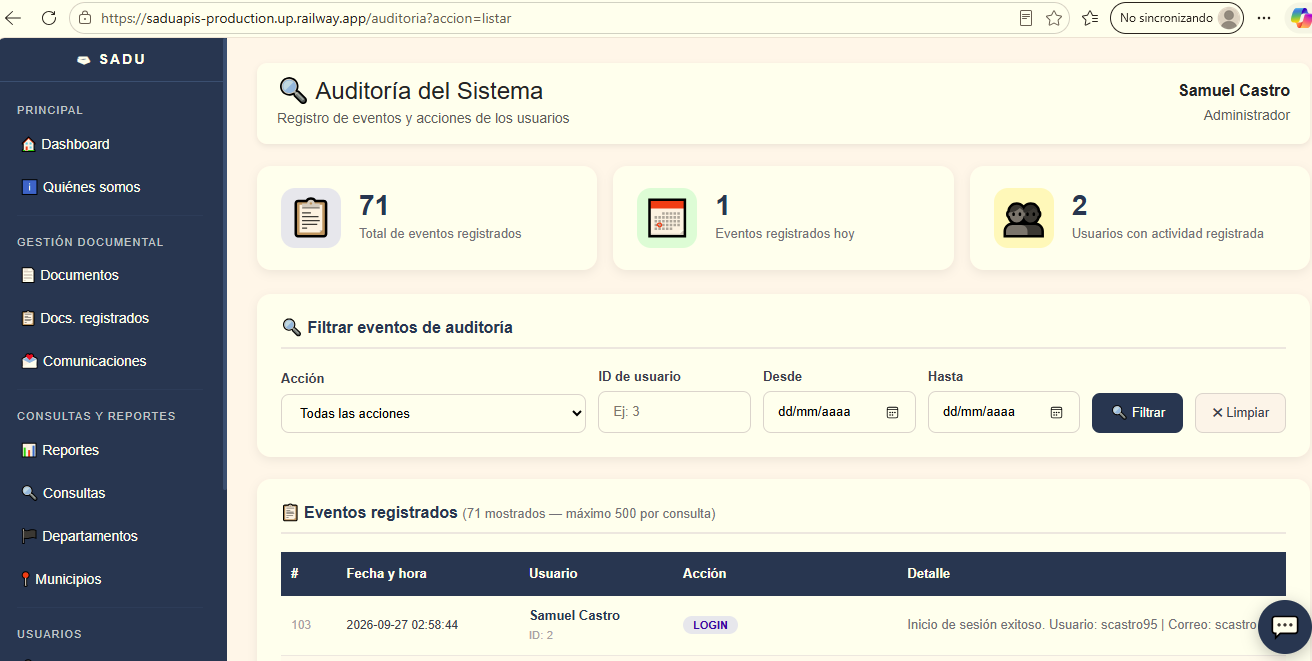 https://saduapis-production.up.railway.app/auditoria?accion=listar
No sincronizando
SADU
PRINCIPAL
Dashboard
Quiénes somos
GESTIÓN DOCUMENTAL
Documentos
Docs. registrados
Comunicaciones
CONSULTAS Y REPORTES
Reportes
Consultas
Departamentos
Municipios
USUARIOS
Auditoría del Sistema
Registro de eventos y acciones de los usuarios
Samuel Castro
Administrador
71
Total de eventos registrados
1
Eventos registrados hoy
2
Usuarios con actividad registrada
Filtrar eventos de auditoría
Acción
Todas las acciones
ID de usuario
Ej: 3
Desde
dd/mm/aaaa
Hasta
dd/mm/aaaa
Filtrar
✕ Limpiar
Eventos registrados (71 mostrados — máximo 500 por consulta)
# Fecha y hora Usuario Acción Detalle
103 2026-09-27 02:58:44 Samuel Castro LOGIN Inicio de sesión exitoso. Usuario: scastro95 | Correo: scastro
ID: 2